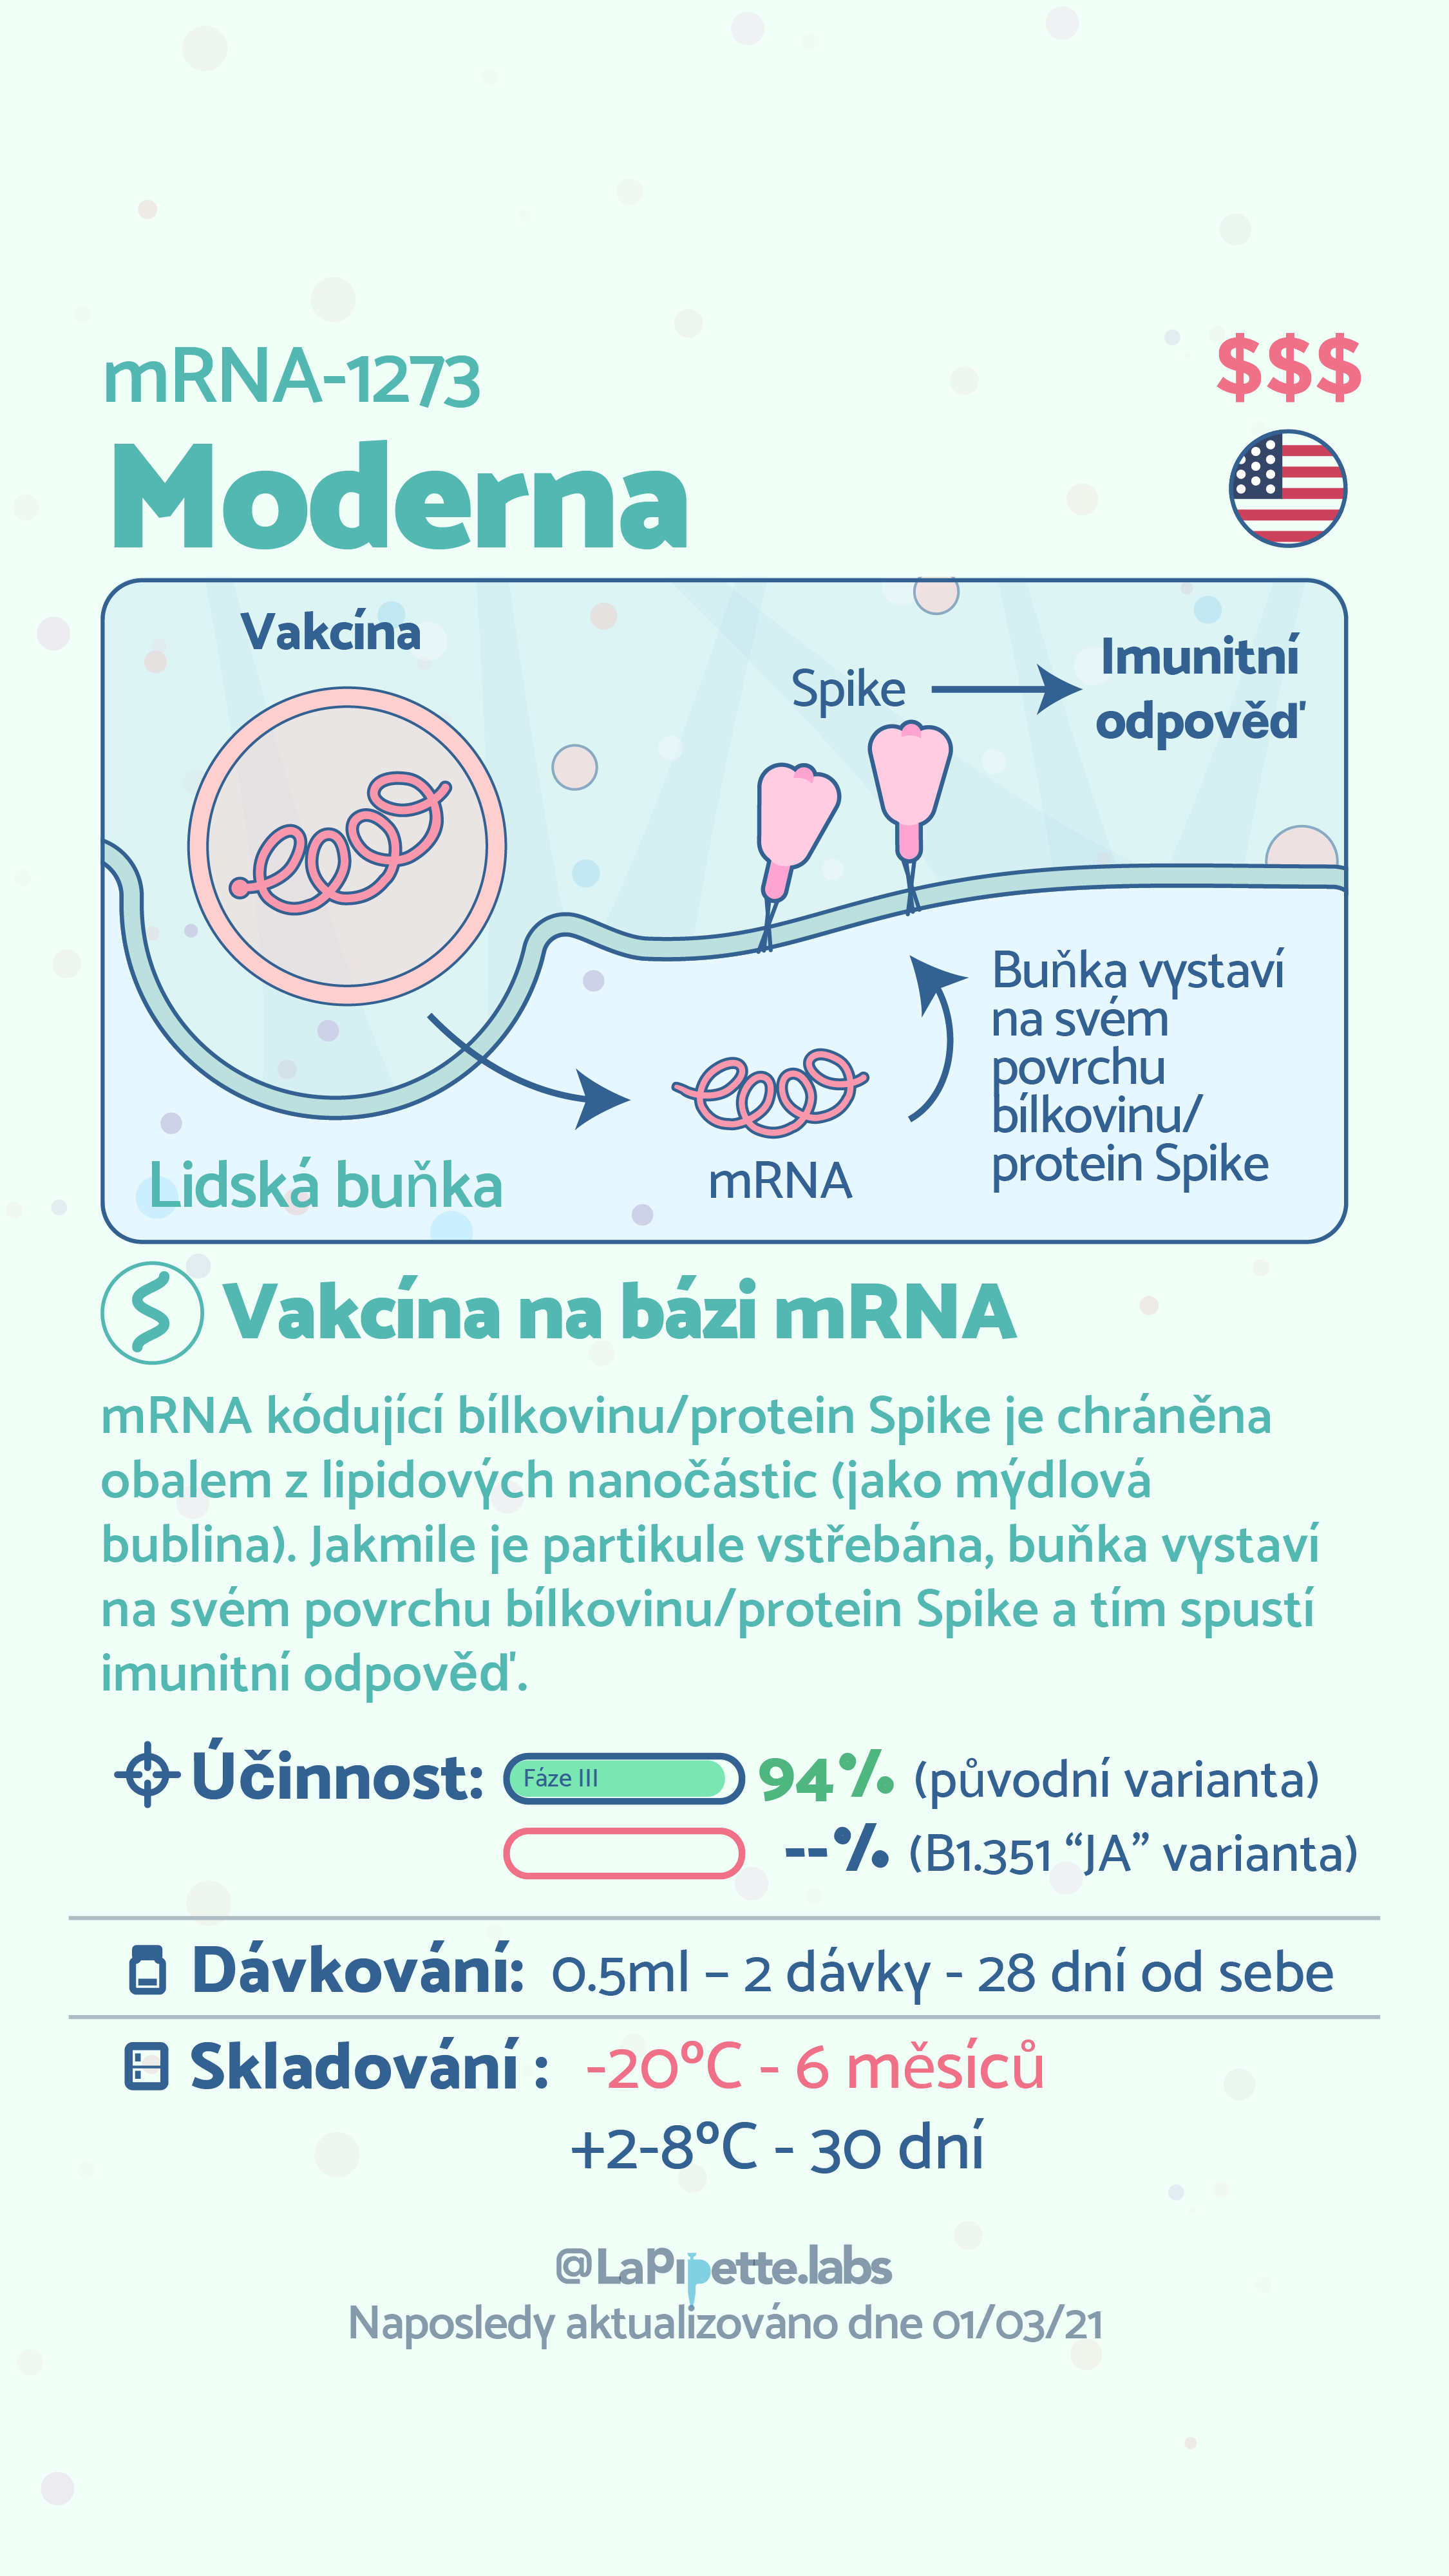 mRNA-1273
$$$
Moderna
Vakcína
Spike
Imunitní
odpověď
Buňka vystaví
na svém
povrchu
bílkovinu/
protein Spike
mRNA
Lidská buňka
Vakcína na bázi mRNA
mRNA kódující bílkovinu/protein Spike je chráněna
obalem z lipidových nanočástic (jako mýdlová
bublina). Jakmile je partikule vstřebána, buňka vystaví
na svém povrchu bílkovinu/protein Spike a tím spustí
imunitní odpověď.
Účinnost: Fáze III 94% (původní varianta)
--% (B1.351 “JA” varianta)
Dávkování: 0.5ml – 2 dávky - 28 dní od sebe
Skladování : -20ºC - 6 měsíců
+2-8ºC - 30 dní
@LaPipette.labs
Naposledy aktualizováno dne 01/03/21